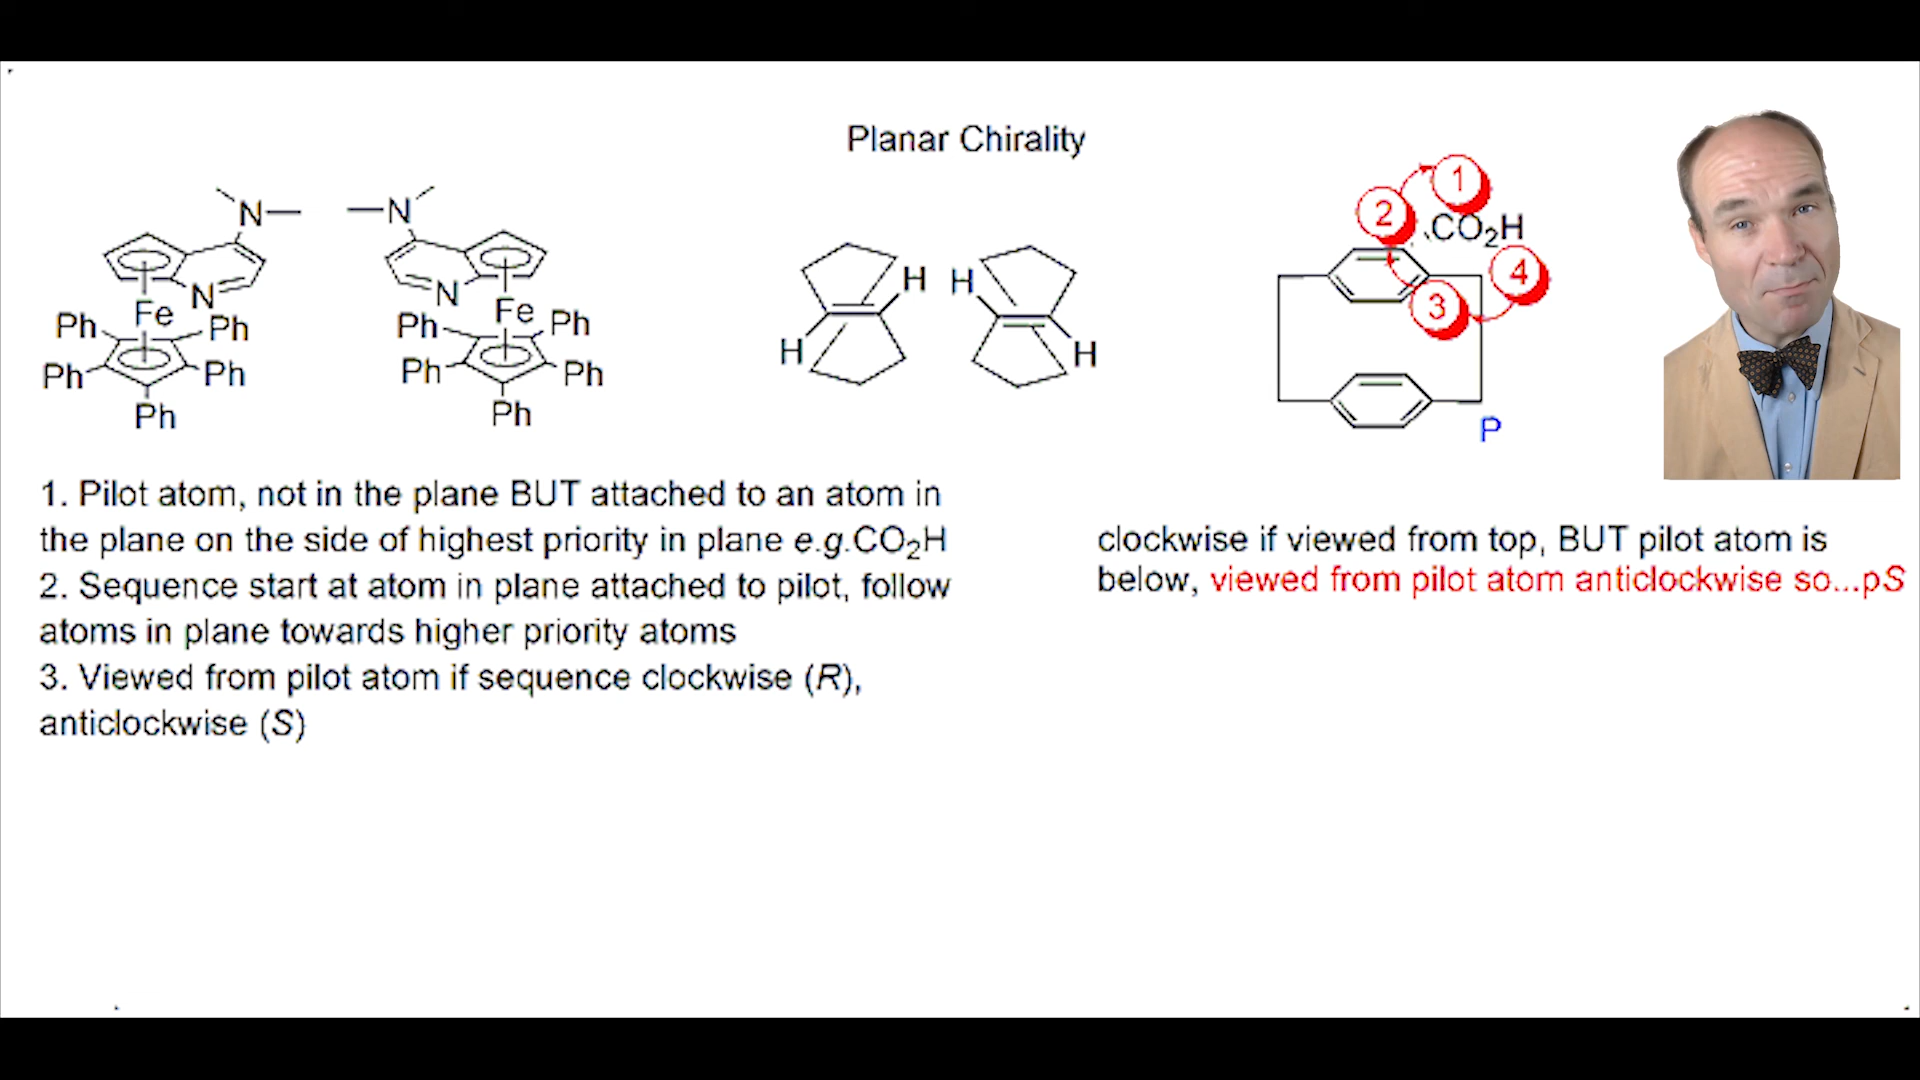 Planar Chirality
N
N
N
N
Fe
Ph
Ph
Ph
Ph
Ph
Fe
Ph
Ph
Ph
Ph
Ph
H
H
H
H
1
2
CO₂H
4
3
P
1. Pilot atom, not in the plane BUT attached to an atom in
the plane on the side of highest priority in plane e.g.CO₂H
2. Sequence start at atom in plane attached to pilot, follow
atoms in plane towards higher priority atoms
3. Viewed from pilot atom if sequence clockwise (R),
anticlockwise (S)
clockwise if viewed from top, BUT pilot atom is
below, viewed from pilot atom anticlockwise so...pS